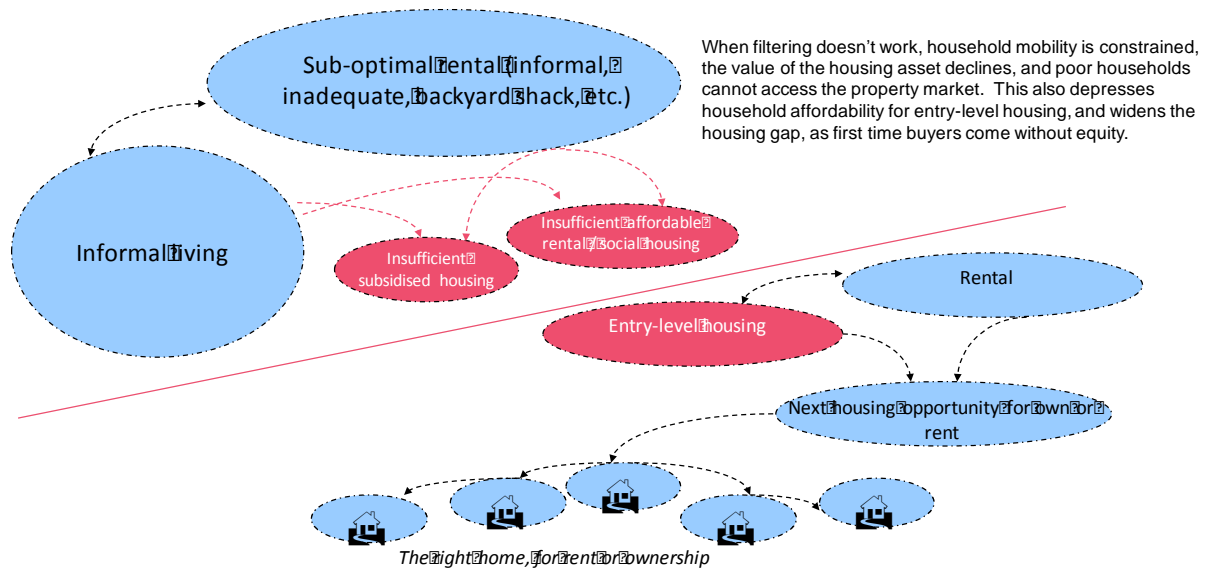 Sub-optimal rental (informal,
inadequate, backyard shack, etc.)
When filtering doesn’t work, household mobility is constrained,
the value of the housing asset declines, and poor households
cannot access the property market.  This also depresses
household affordability for entry-level housing, and widens the
housing gap, as first time buyers come without equity.
Informal living
Insufficient affordable
rental / social housing
Insufficient
subsidised housing
Rental
Entry-level housing
Next housing opportunity for own or
rent
The right home, for rent or ownership